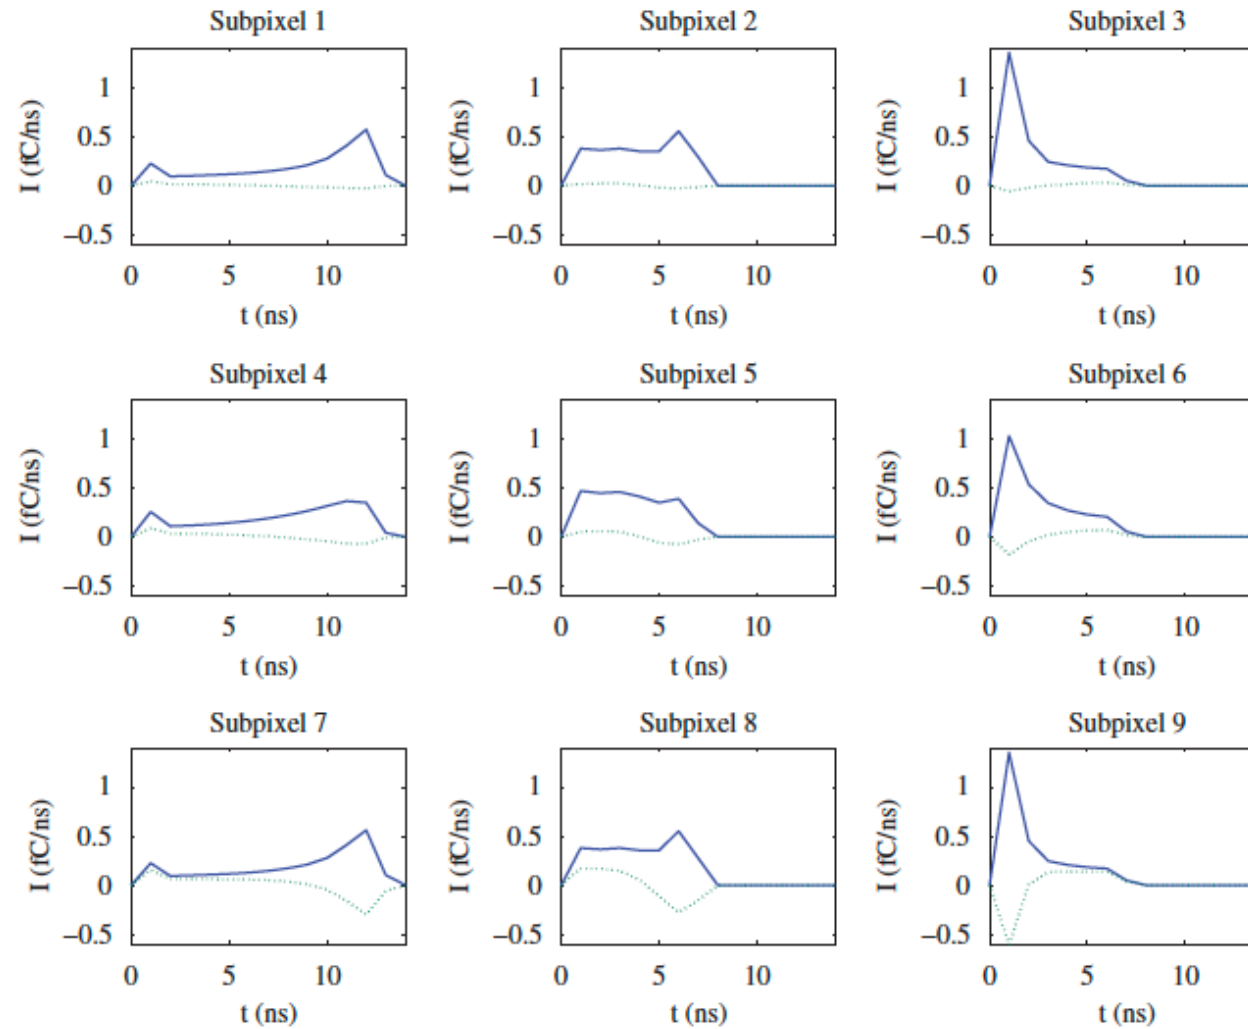 Subpixel 1 Subpixel 2 Subpixel 3
I (fC/ns) 1 0.5 0 –0.5 I (fC/ns) 1 0.5 0 –0.5 I (fC/ns) 1 0.5 0 –0.5
0 5 10 0 5 10 0 5 10
t (ns) t (ns) t (ns)
Subpixel 4 Subpixel 5 Subpixel 6
I (fC/ns) 1 0.5 0 –0.5 I (fC/ns) 1 0.5 0 –0.5 I (fC/ns) 1 0.5 0 –0.5
0 5 10 0 5 10 0 5 10
t (ns) t (ns) t (ns)
Subpixel 7 Subpixel 8 Subpixel 9
I (fC/ns) 1 0.5 0 –0.5 I (fC/ns) 1 0.5 0 –0.5 I (fC/ns) 1 0.5 0 –0.5
0 5 10 0 5 10 0 5 10
t (ns) t (ns) t (ns)